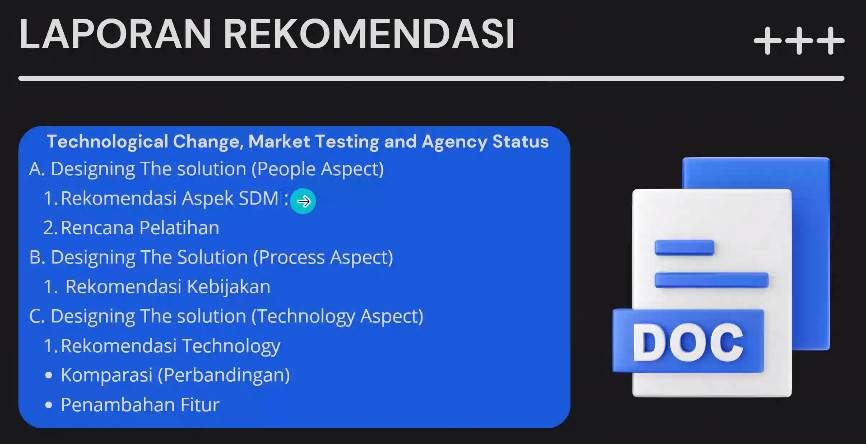 LAPORAN REKOMENDASI
Technological Change, Market Testing and Agency Status
A. Designing The solution (People Aspect)
1. Rekomendasi Aspek SDM :
2. Rencana Pelatihan
B. Designing The Solution (Process Aspect)
1. Rekomendasi Kebijakan
C. Designing The solution (Technology Aspect)
1. Rekomendasi Technology
• Komparasi (Perbandingan)
• Penambahan Fitur
DOC